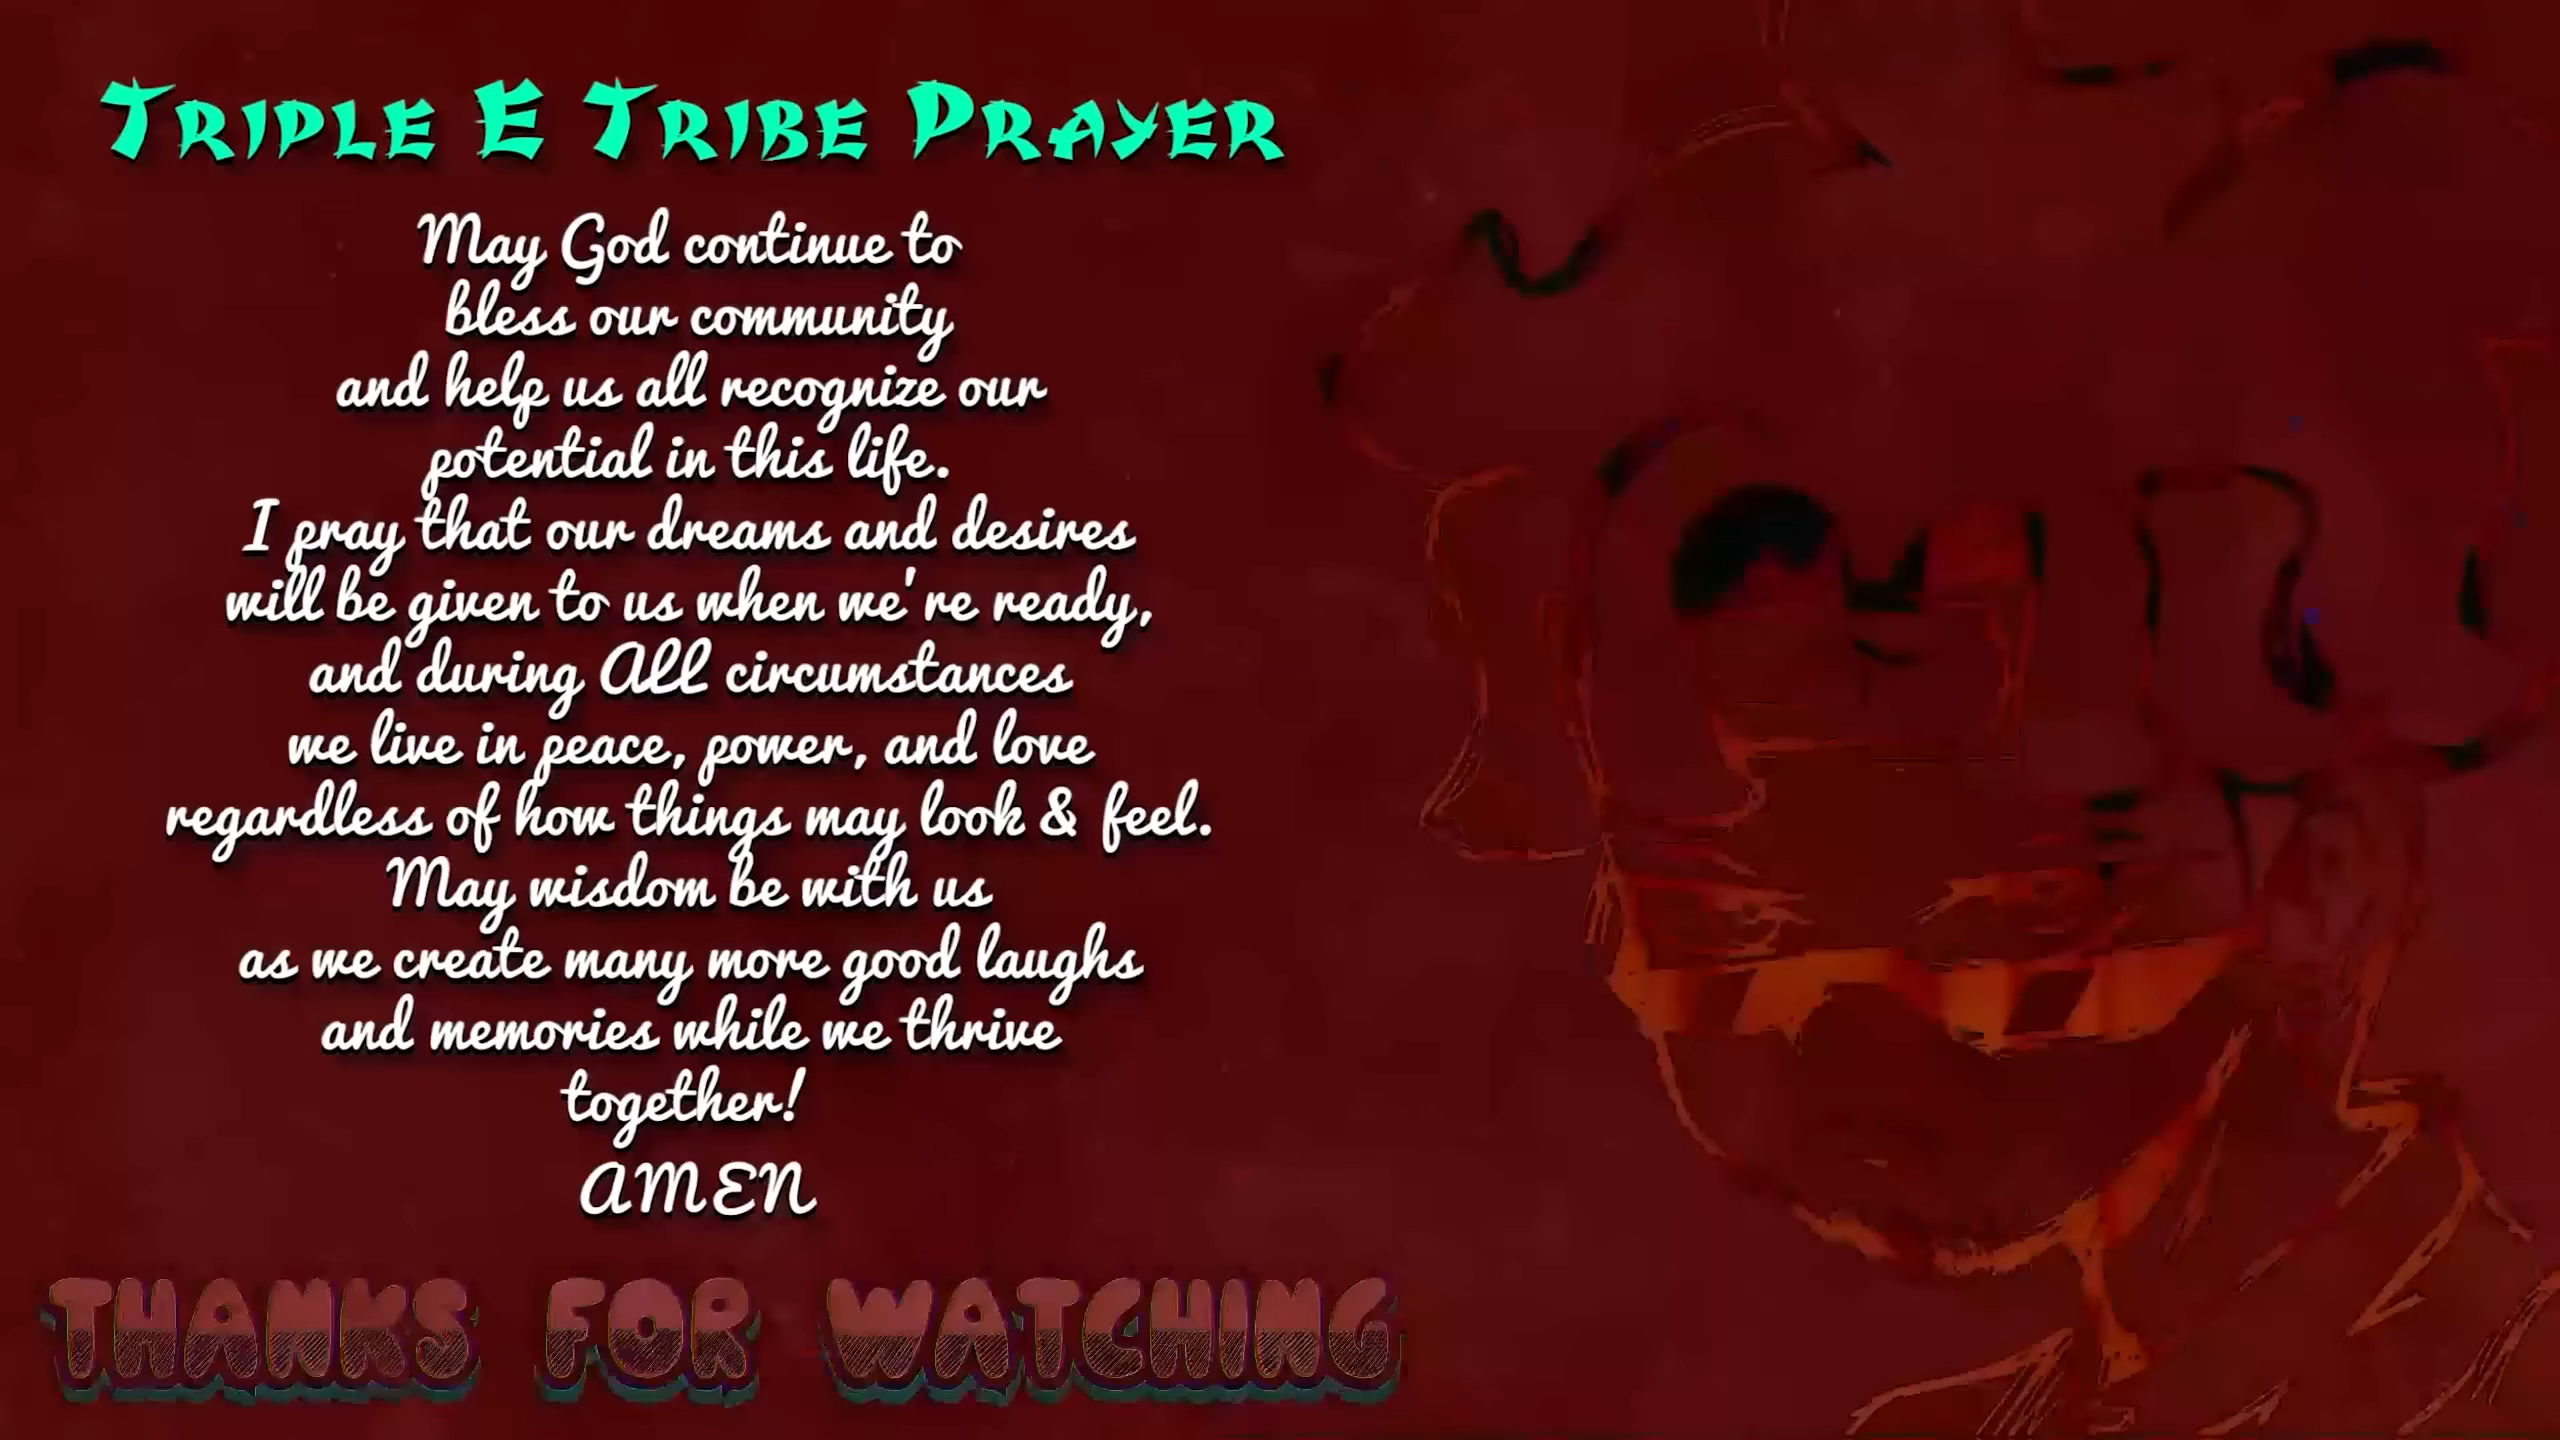 TRIPLE E TRIBE PRAYER
May God continue to
bless our community
and help us all recognize our
potential in this life.
I pray that our dreams and desires
will be given to us when we're ready,
and during ALL circumstances
we live in peace, power, and love
regardless of how things may look & feel.
May wisdom be with us
as we create many more good laughs
and memories while we thrive
together!
AMEN
THANKS FOR WATCHING